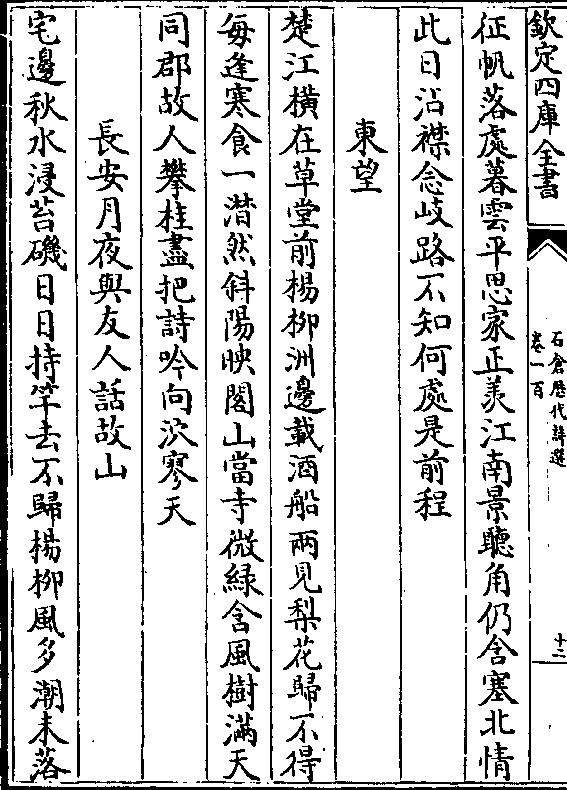 欽定四庫全書
石倉歴代詩選
卷一百
十二
征帆落處暮雲平思家正羨江南景聽角仍含塞北情
此日沾襟念岐路不知何處是前程
東望
楚江横在草堂前楊柳洲邊載酒船兩見梨花歸不得
每逢寒食一潸然斜陽映閣山當寺微緑含風樹滿天
同郡故人攀桂盡把詩吟向泬寥天
長安月夜與友人話故山
宅邊秋水浸苔磯日日持竿去不歸楊柳風多潮未落